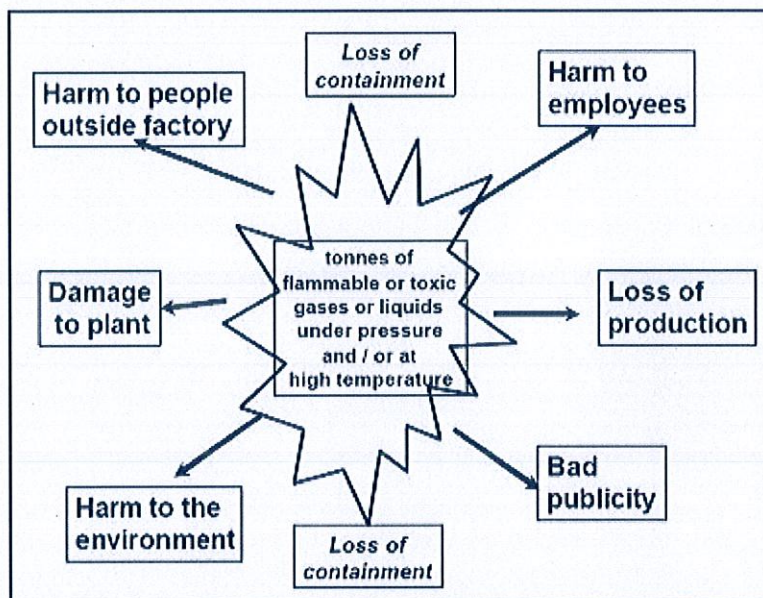 Loss of
containment
Harm to people
outside factory
Harm to
employees
tonnes of
flammable or toxic
gases or liquids
under pressure
and / or at
high temperature
Damage
to plant
Loss of
production
Harm to the
environment
Bad
publicity
Loss of
containment